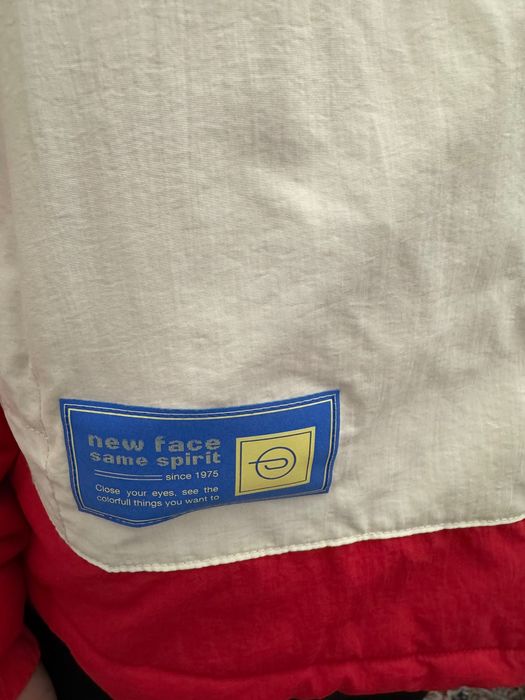 new face
same spirit
since 1975
Close your eyes, see the
colorfull things you want to